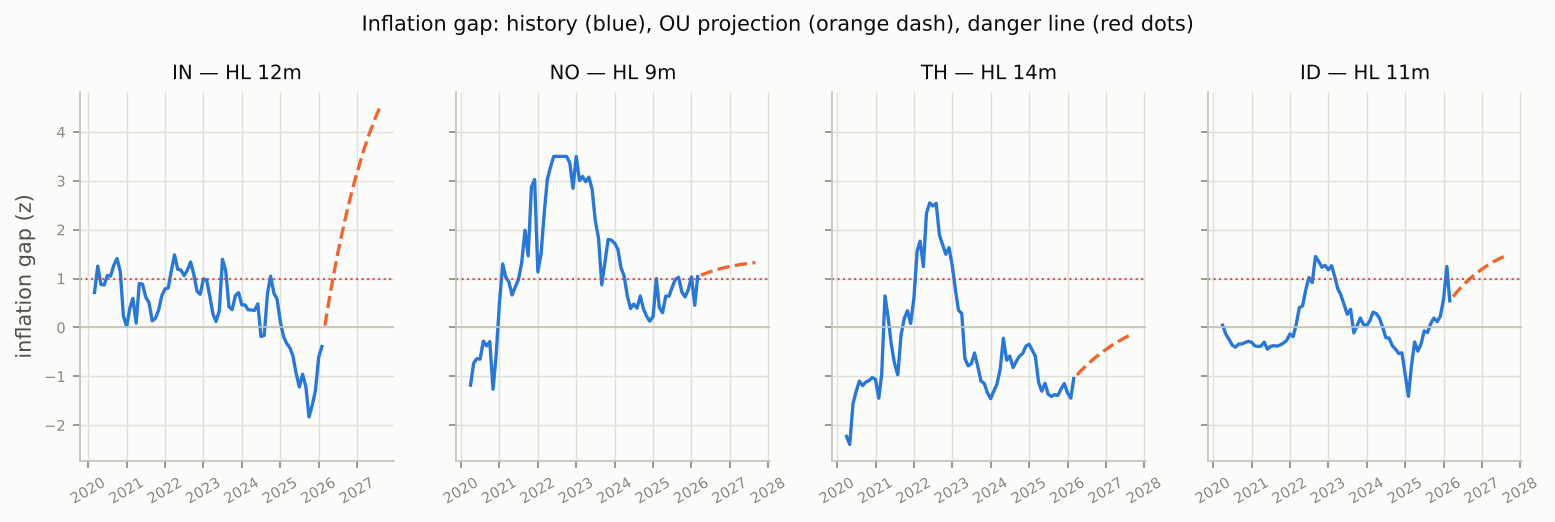 Inflation gap: history (blue), OU projection (orange dash), danger line (red dots)
IN — HL 12m
NO — HL 9m
TH — HL 14m
ID — HL 11m
inflation gap (z)
4
3
2
1
0
−1
−2
2020 2021 2022 2023 2024 2025 2026 2027
2020 2021 2022 2023 2024 2025 2026 2027 2028
2020 2021 2022 2023 2024 2025 2026 2027 2028
2020 2021 2022 2023 2024 2025 2026 2027 2028